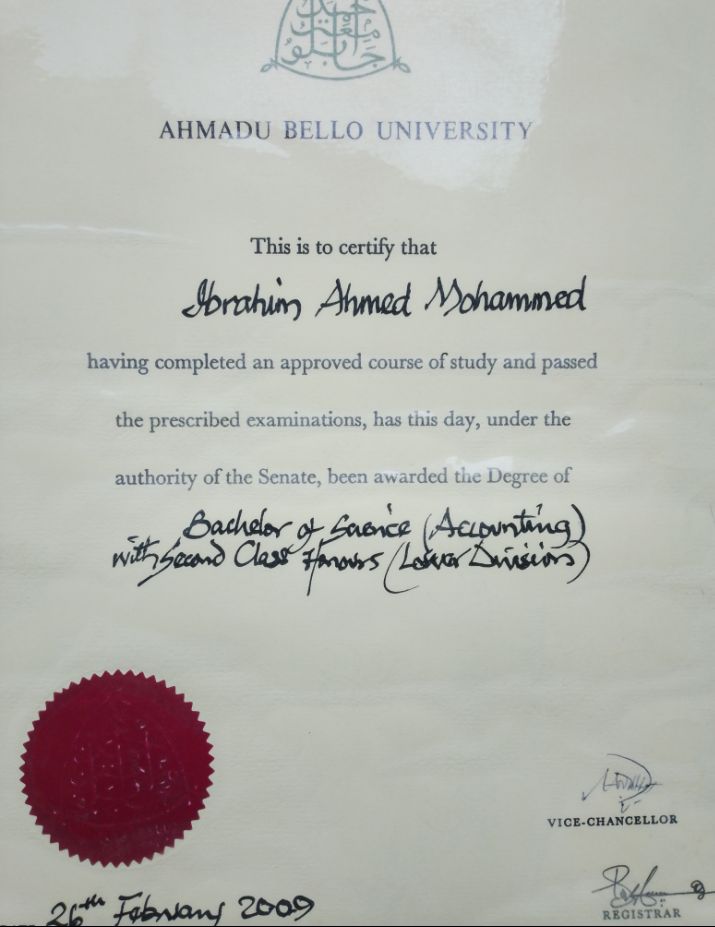 AHMADU BELLO UNIVERSITY
This is to certify that
Ibrahim Ahmed Mohammed
having completed an approved course of study and passed
the prescribed examinations, has this day, under the
authority of the Senate, been awarded the Degree of
Bachelor of Science (Accounting)
with Second Class Honours (Lower Division)
VICE-CHANCELLOR
REGISTRAR
26th February 2009